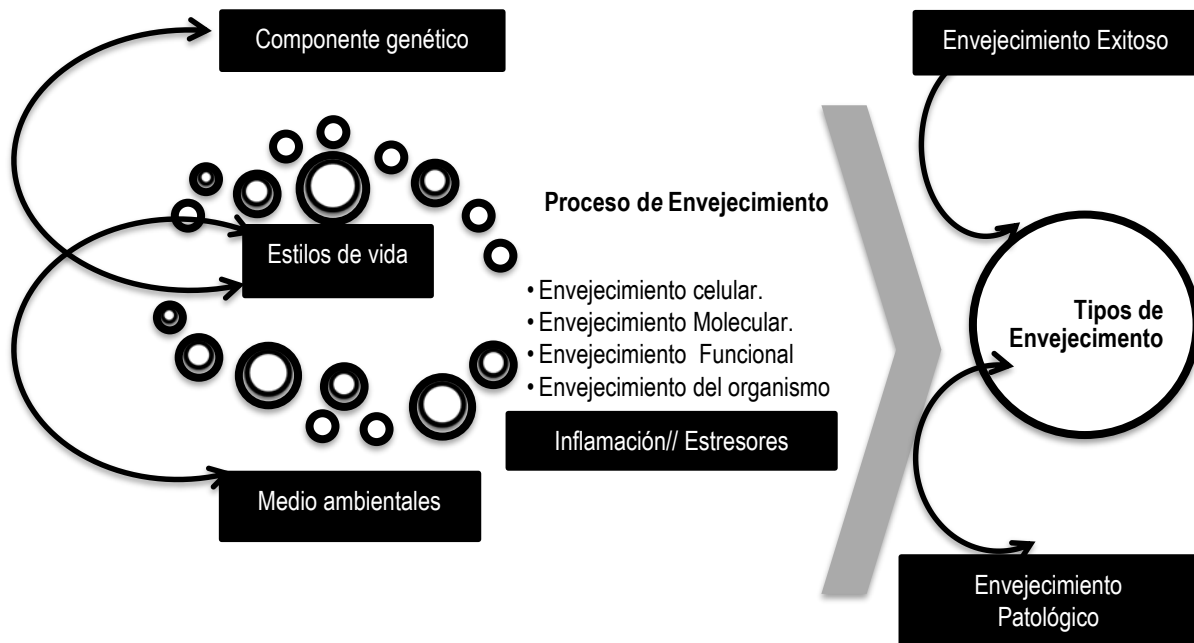 Componente genético
Estilos de vida
Medio ambientales
Proceso de Envejecimiento
• Envejecimiento celular.
• Envejecimiento Molecular.
• Envejecimiento  Funcional
• Envejecimiento del organismo
Inflamación// Estresores
Envejecimiento Exitoso
Tipos de
Envejecimento
Envejecimiento
Patológico